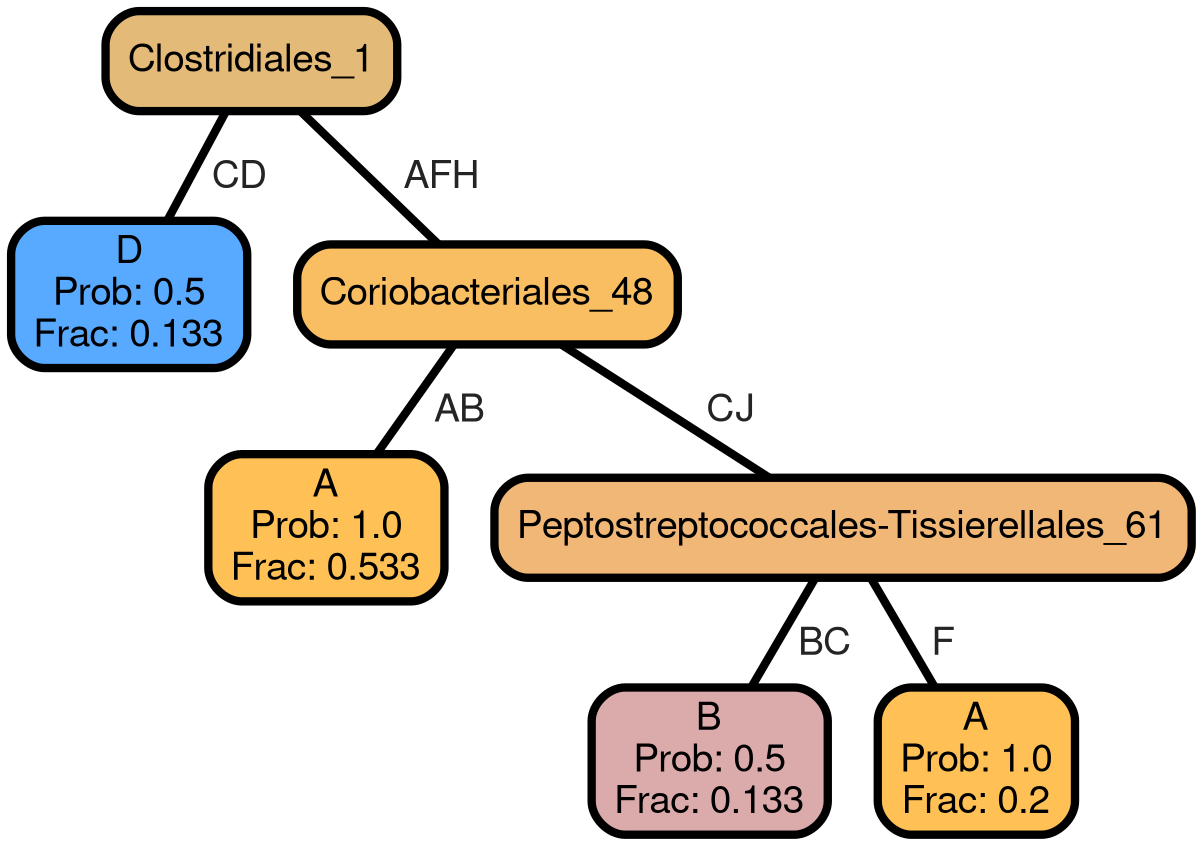 Clostridiales_1
CD
AFH
D
Prob: 0.5
Frac: 0.133
Coriobacteriales_48
AB
CJ
A
Prob: 1.0
Frac: 0.533
Peptostreptococcales-Tissierellales_61
BC
F
B
Prob: 0.5
Frac: 0.133
A
Prob: 1.0
Frac: 0.2